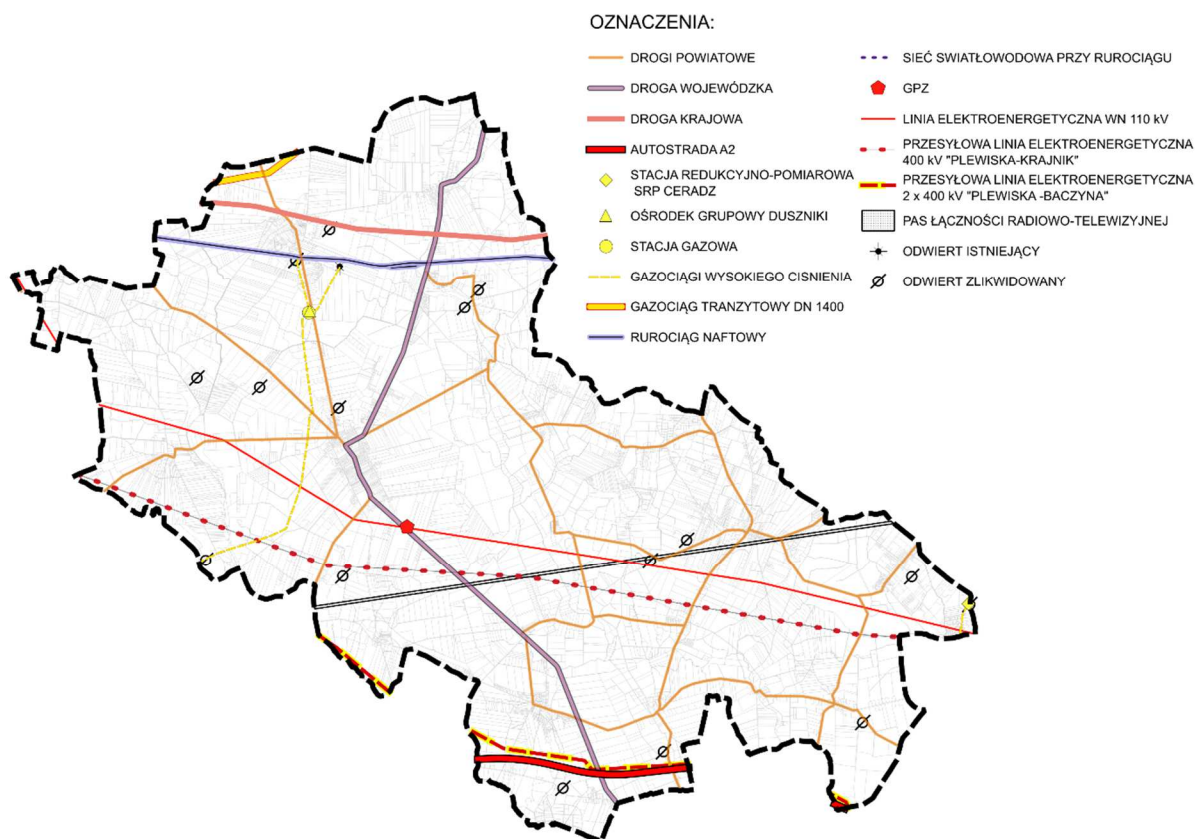 OZNACZENIA:
DROGI POWIATOWE
DROGA WOJEWÓDZKA
DROGA KRAJOWA
AUTOSTRADA A2
STACJA REDUKCYJNO-POMIAROWA
SRP CERADZ
OŚRODEK GRUPOWY DUSZNIKI
STACJA GAZOWA
GAZOCIĄGI WYSOKIEGO CISNIENIA
GAZOCIĄG TRANZYTOWY DN 1400
RUROCIĄG NAFTOWY
SIEĆ SWIATŁOWODOWA PRZY RUROCIĄGU
GPZ
LINIA ELEKTROENERGETYCZNA WN 110 kV
PRZESYŁOWA LINIA ELEKTROENERGETYCZNA
400 kV "PLEWISKA-KRAJNIK"
PRZESYŁOWA LINIA ELEKTROENERGETYCZNA
2 x 400 kV "PLEWISKA -BACZYNA"
PAS ŁĄCZNOŚCI RADIOWO-TELEWIZYJNEJ
ODWIERT ISTNIEJĄCY
ODWIERT ZLIKWIDOWANY